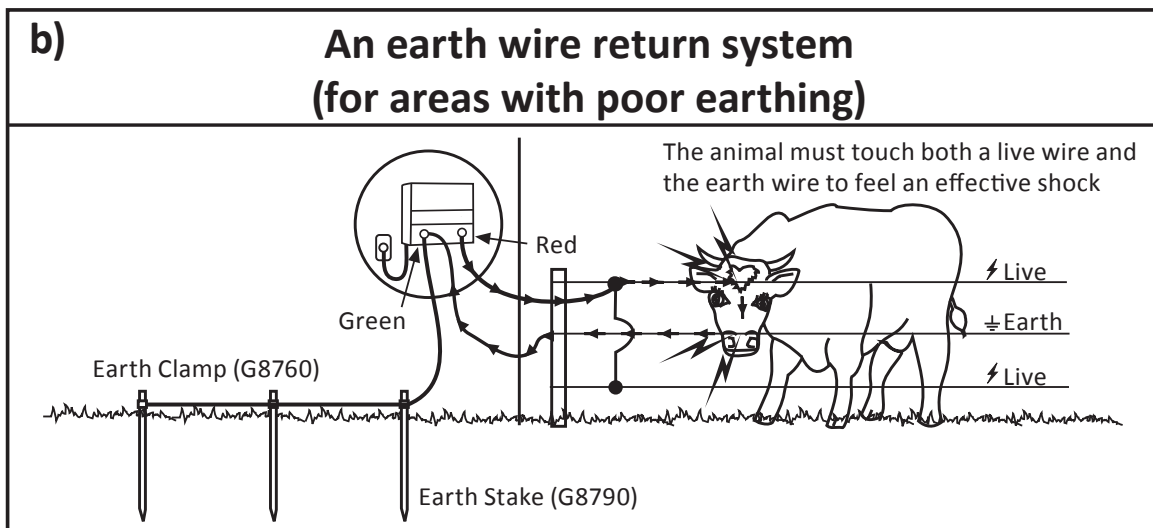 b)
An earth wire return system
(for areas with poor earthing)
The animal must touch both a live wire and
the earth wire to feel an effective shock
Red
Live
Green
Earth
Earth Clamp (G8760)
Live
Earth Stake (G8790)